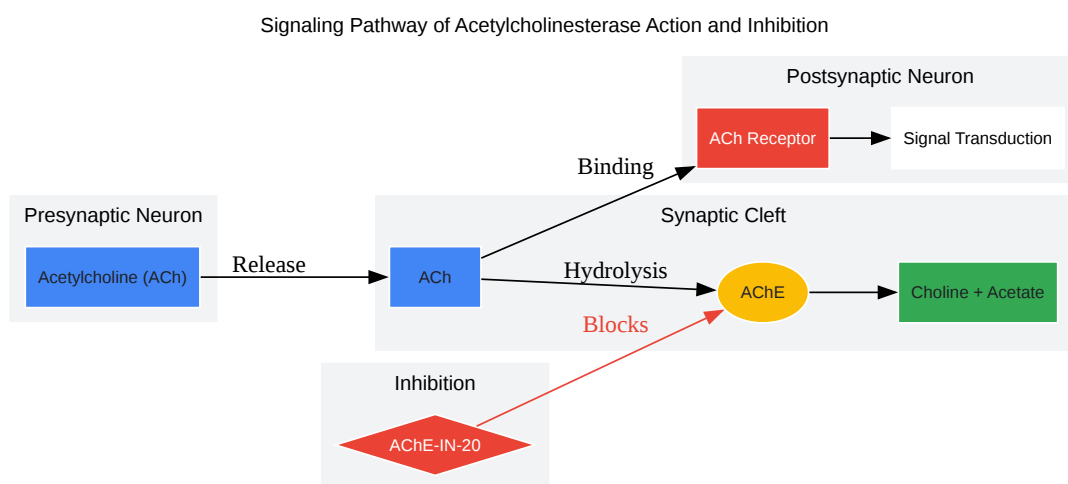 Signaling Pathway of Acetylcholinesterase Action and Inhibition
Postsynaptic Neuron
ACh Receptor
Signal Transduction
Binding
Presynaptic Neuron
Synaptic Cleft
Acetylcholine (ACh)
Release
ACh
Hydrolysis
AChE
Choline + Acetate
Blocks
Inhibition
AChE-IN-20